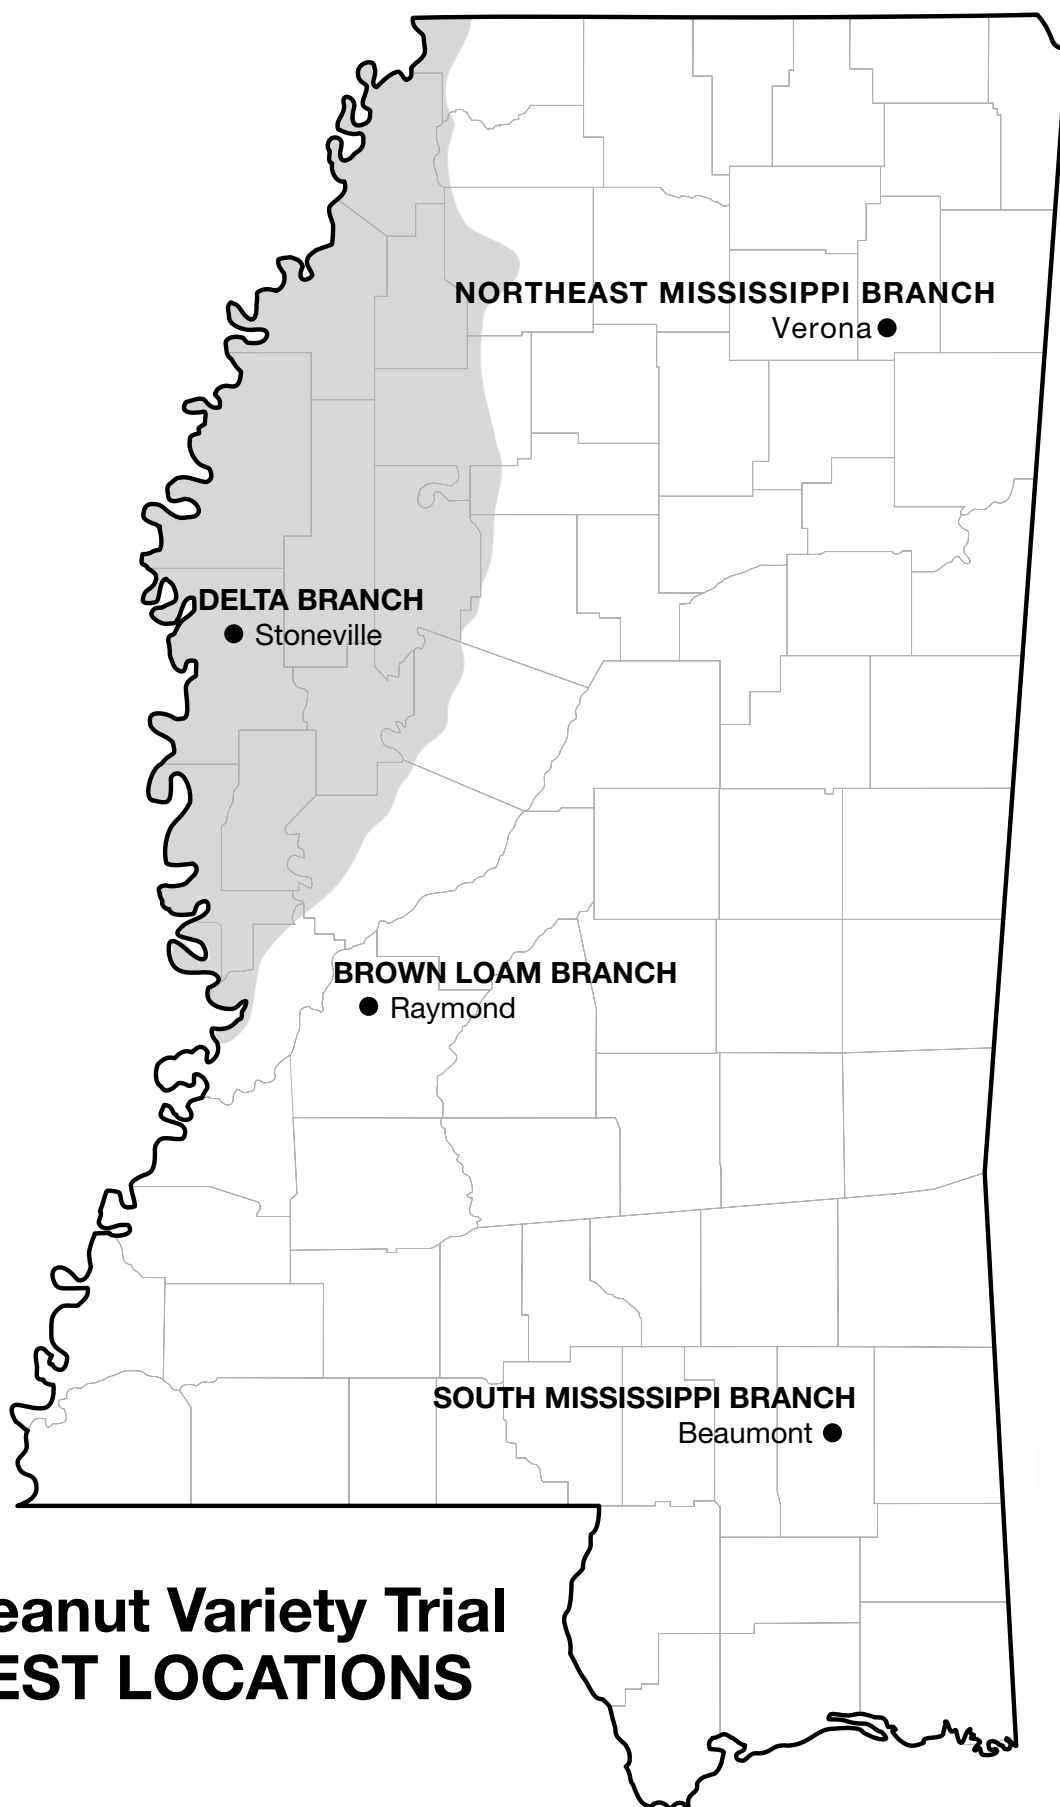 NORTHEAST MISSISSIPPI BRANCH
Verona
DELTA BRANCH
Stoneville
BROWN LOAM BRANCH
Raymond
SOUTH MISSISSIPPI BRANCH
Beaumont
eanut Variety Trial
EST LOCATIONS